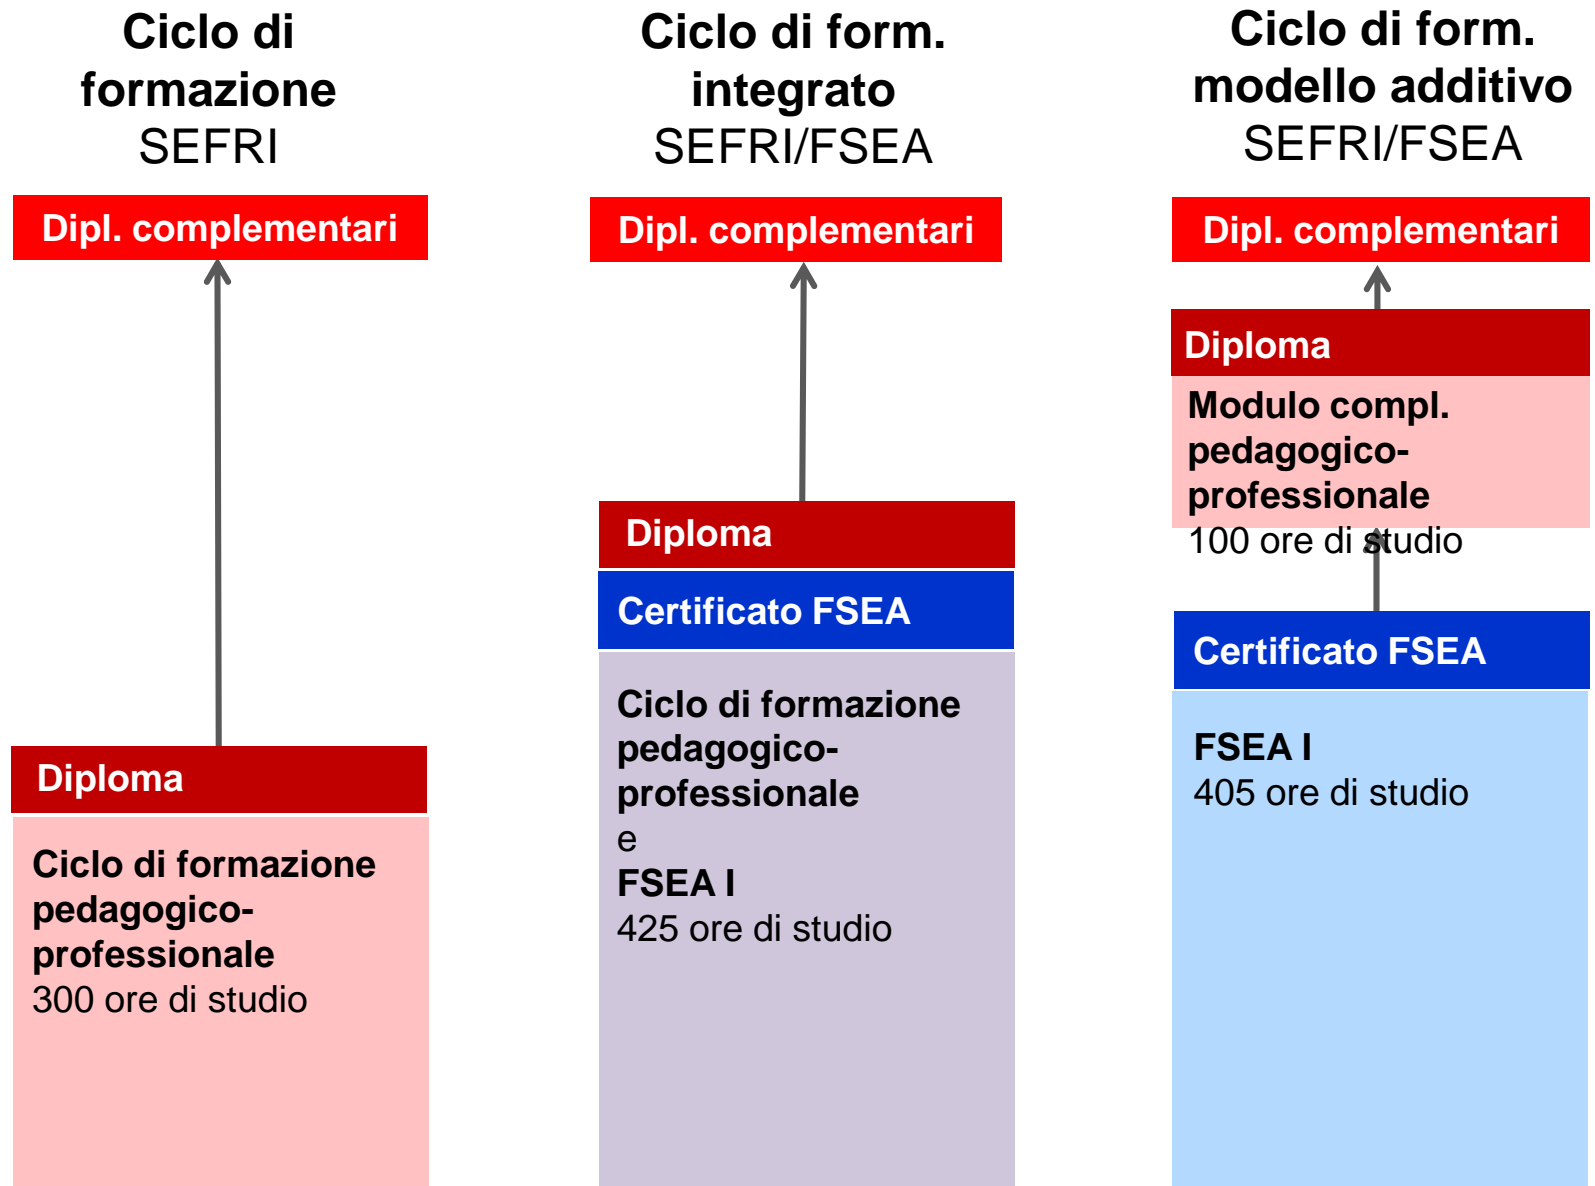 Ciclo di
formazione
SEFRI
Dipl. complementari
Diploma
Ciclo di formazione
pedagogico-
professionale
300 ore di studio
Ciclo di form.
integrato
SEFRI/FSEA
Dipl. complementari
Diploma
Certificato FSEA
Ciclo di formazione
pedagogico-
professionale
e
FSEA I
425 ore di studio
Ciclo di form.
modello additivo
SEFRI/FSEA
Dipl. complementari
Diploma
Modulo compl.
pedagogico-
professionale
100 ore di studio
Certificato FSEA
FSEA I
405 ore di studio